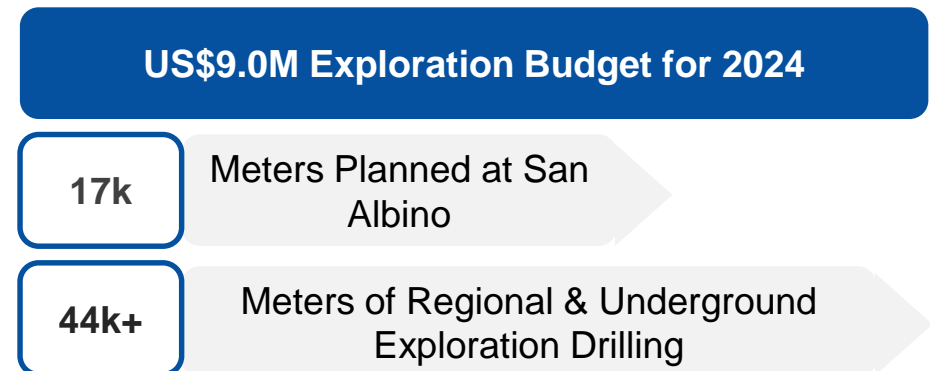 US$9.0M Exploration Budget for 2024
17k
Meters Planned at San
Albino
44k+
Meters of Regional & Underground
Exploration Drilling